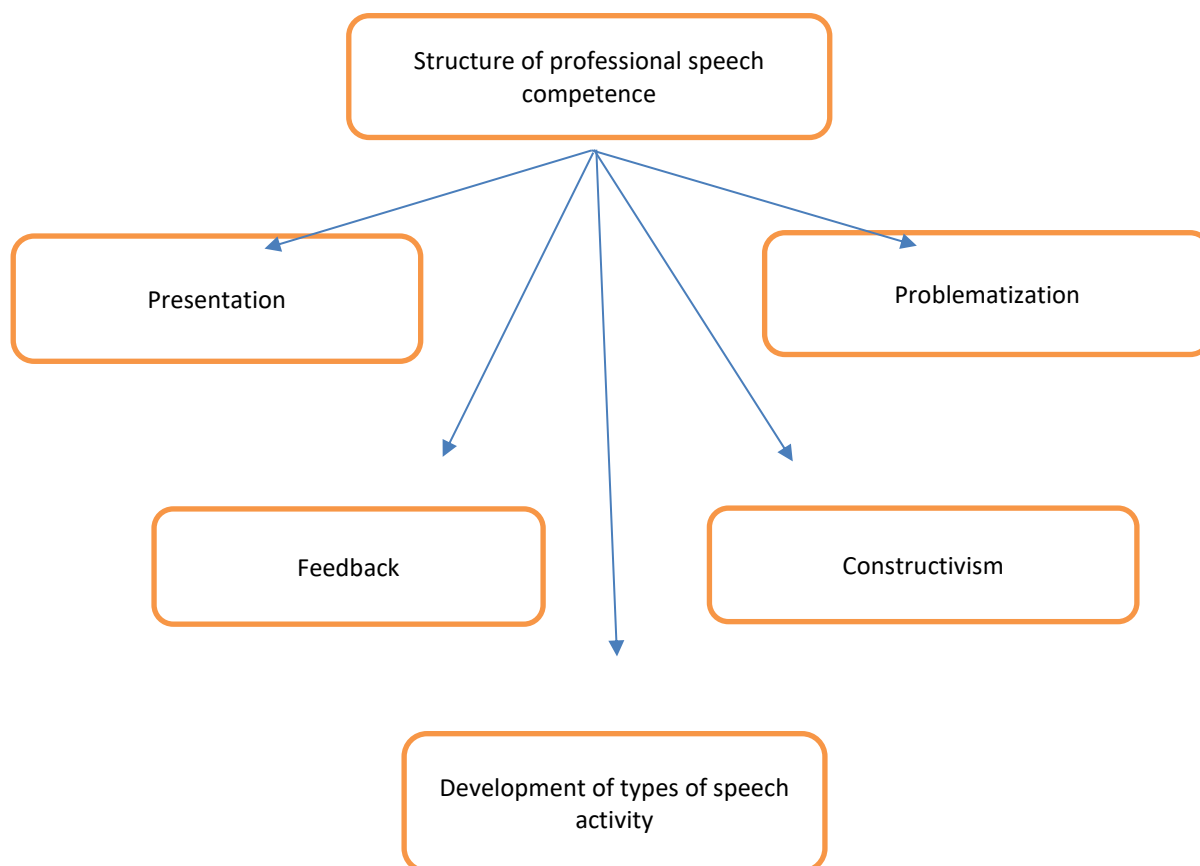 Structure of professional speech
competence
Presentation
Problematization
Feedback
Constructivism
Development of types of speech
activity